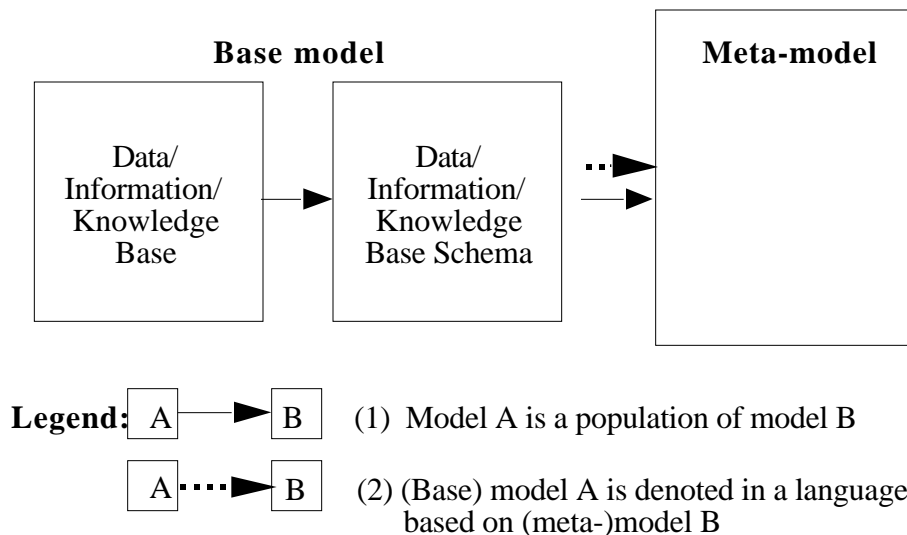 Base model
Meta-model
Data/
Information/
Knowledge
Base
Data/
Information/
Knowledge
Base Schema
Legend: A B (1) Model A is a population of model B
A B (2) (Base) model A is denoted in a language
based on (meta-)model B